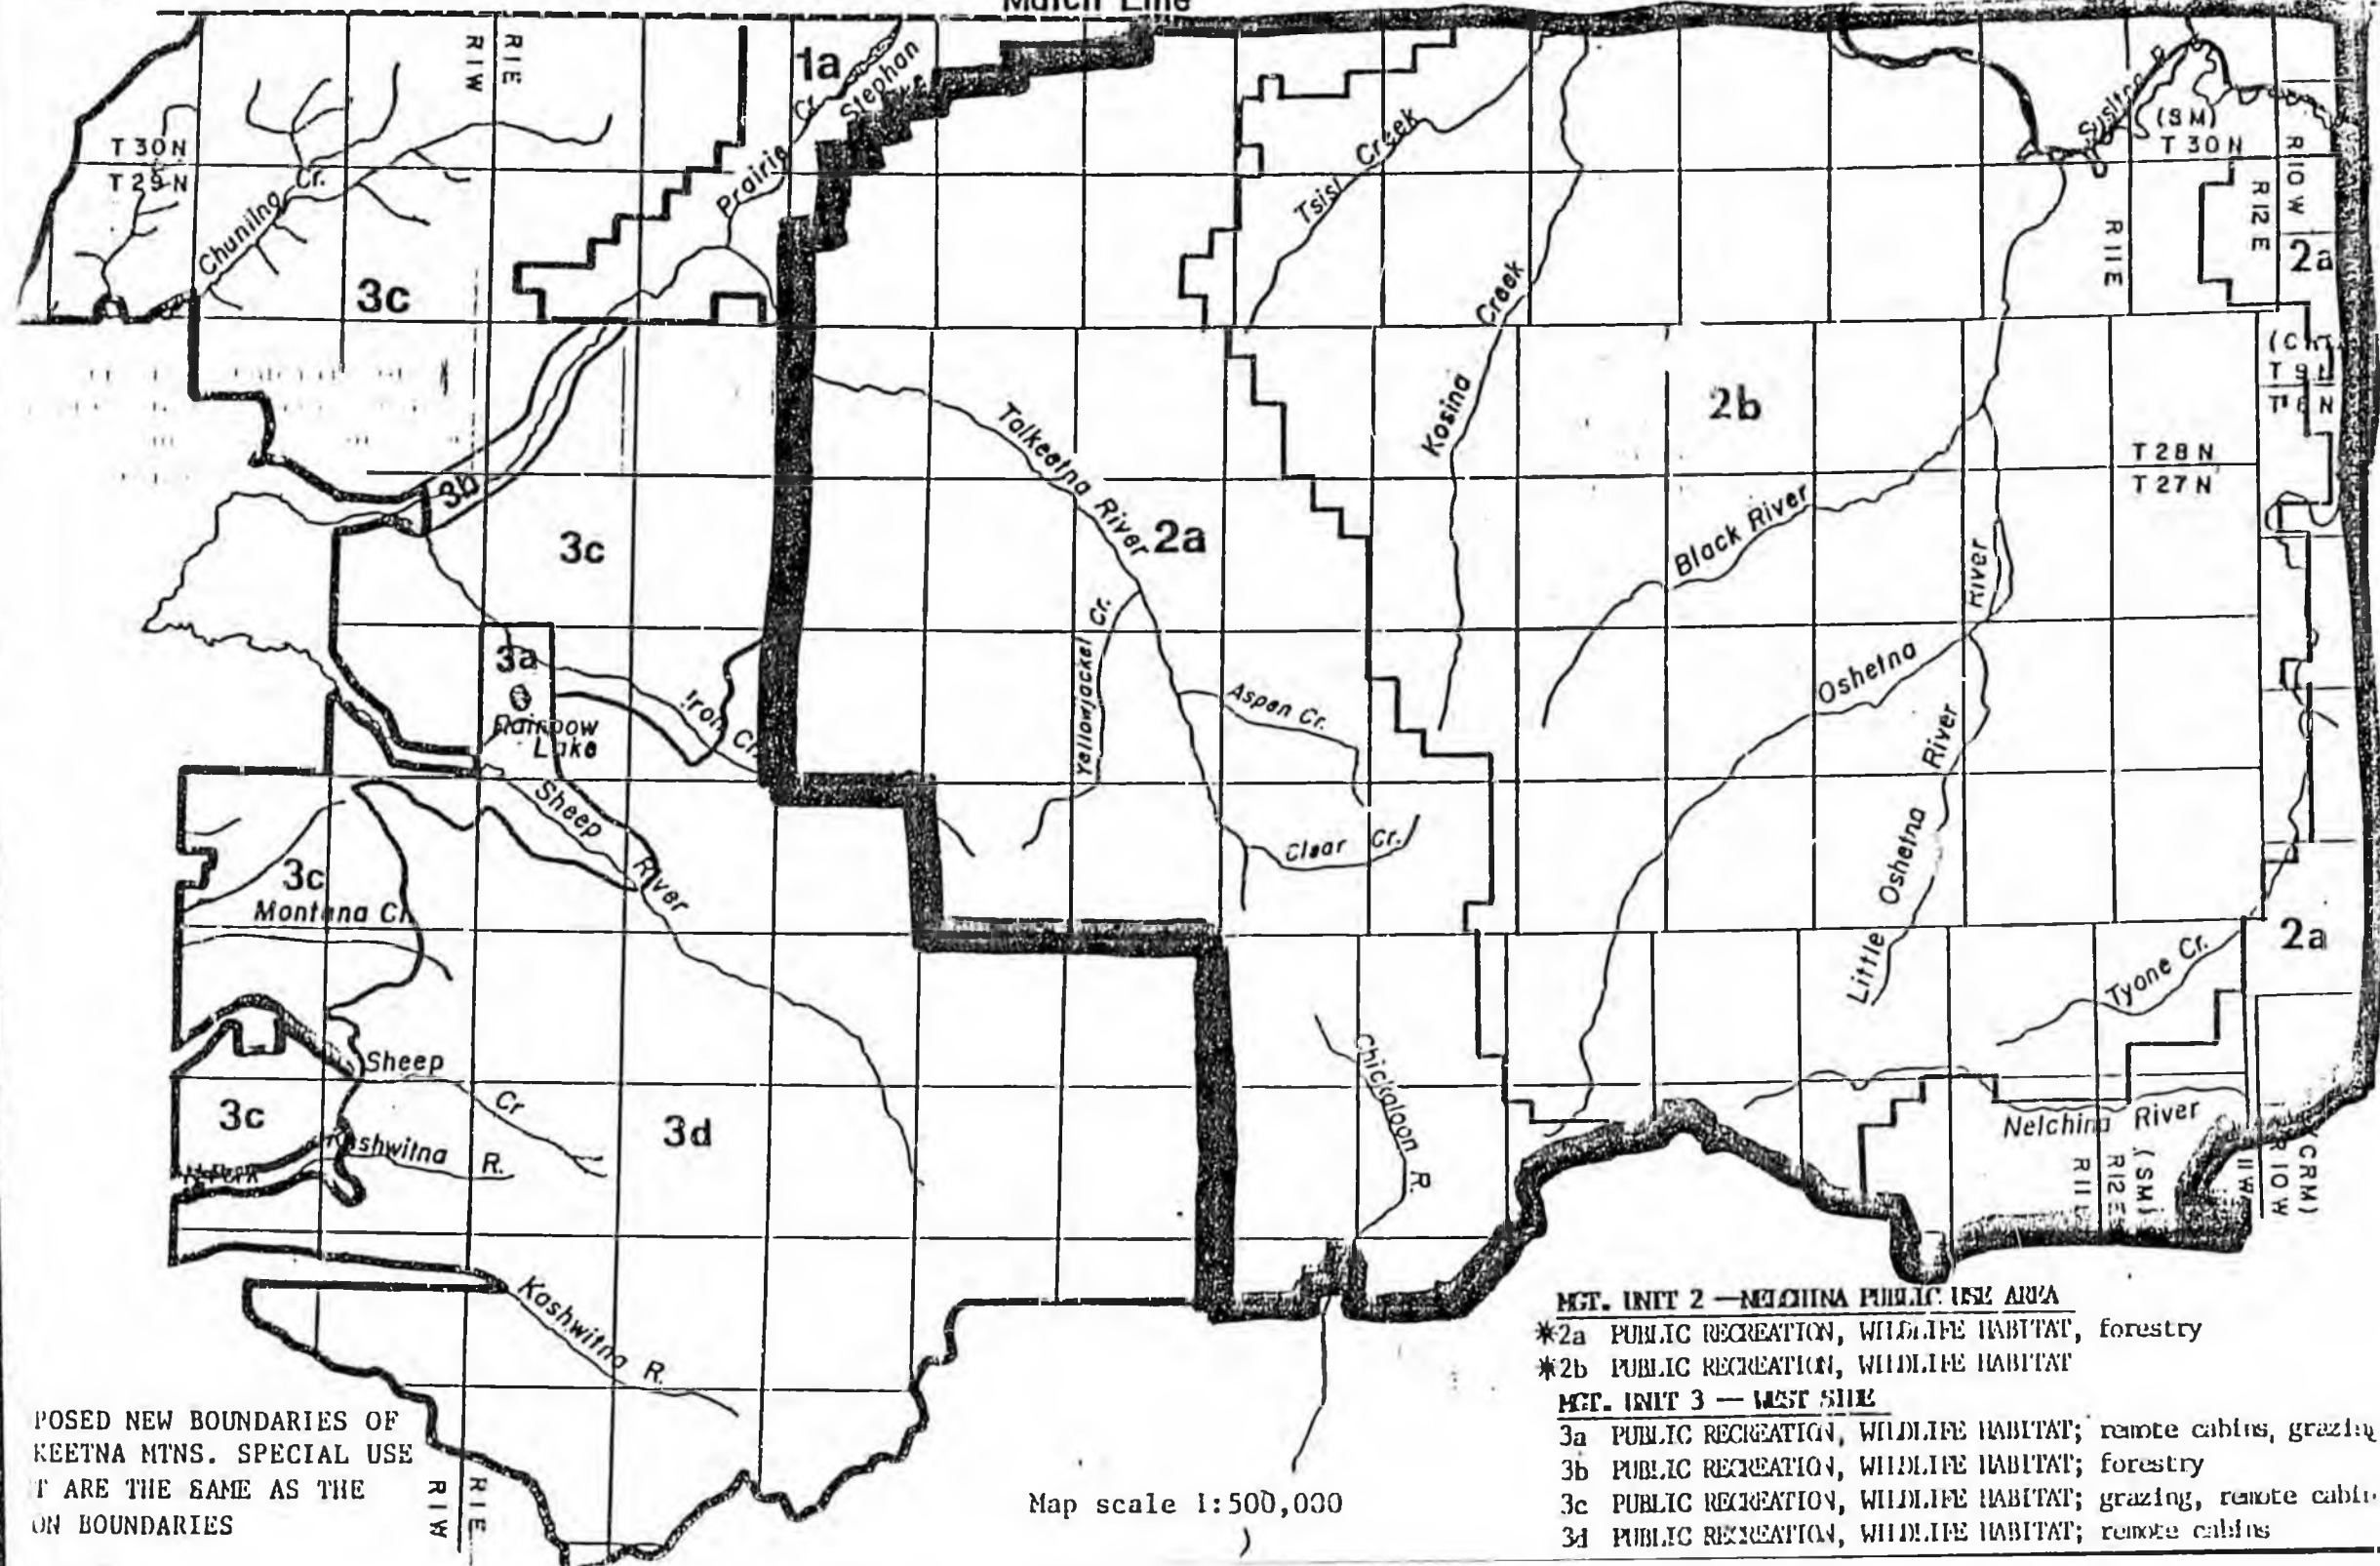 Match Line
R1W
R1E
1a
Cr.
Stephan
T 30 N
T 29 N
Chunilna
Cr.
3c
Prairie
Tsisi Creek
Kosina Creek
Susitna R.
(SM)
T 30 N
R11E
R12E
R10W
2a
T 9 N
2b
T 28 N
T 27 N
Talkeetna River
2a
3b
3c
Black River
River
Oshetna
3a
Rainbow
Lake
Iron Cr.
Yellowjacket Cr.
Aspen Cr.
Clear Cr.
Sheep River
Little Oshetna River
3c
Montana Cr.
Tyone Cr.
2a
Sheep
Cr
3c
Kashwitna R.
3d
Chickaloon R.
Nelchina River
R11E
R12E
(SM)
11W
R10W
(CRM)
Kashwitna R.
R1W
R1E
POSED NEW BOUNDARIES OF
KEETNA MTNS. SPECIAL USE
T ARE THE SAME AS THE
ON BOUNDARIES
Map scale 1:500,000
MGT. UNIT 2 — NELCHINA PUBLIC USE AREA
*2a PUBLIC RECREATION, WILDLIFE HABITAT, forestry
*2b PUBLIC RECREATION, WILDLIFE HABITAT
MGT. UNIT 3 — WEST SIDE
3a PUBLIC RECREATION, WILDLIFE HABITAT; remote cabins, grazing
3b PUBLIC RECREATION, WILDLIFE HABITAT; forestry
3c PUBLIC RECREATION, WILDLIFE HABITAT; grazing, remote cabin
3d PUBLIC RECREATION, WILDLIFE HABITAT; remote cabins